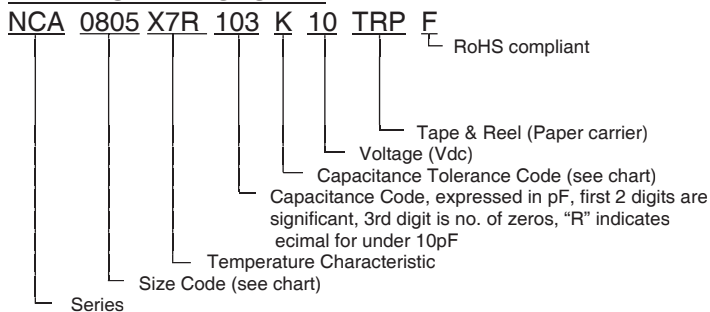 NCA 0805 X7R 103 K 10 TRP F
RoHS compliant
Tape & Reel (Paper carrier)
Voltage (Vdc)
Capacitance Tolerance Code (see chart)
Capacitance Code, expressed in pF, first 2 digits are
significant, 3rd digit is no. of zeros, “R” indicates
ecimal for under 10pF
Temperature Characteristic
Size Code (see chart)
Series